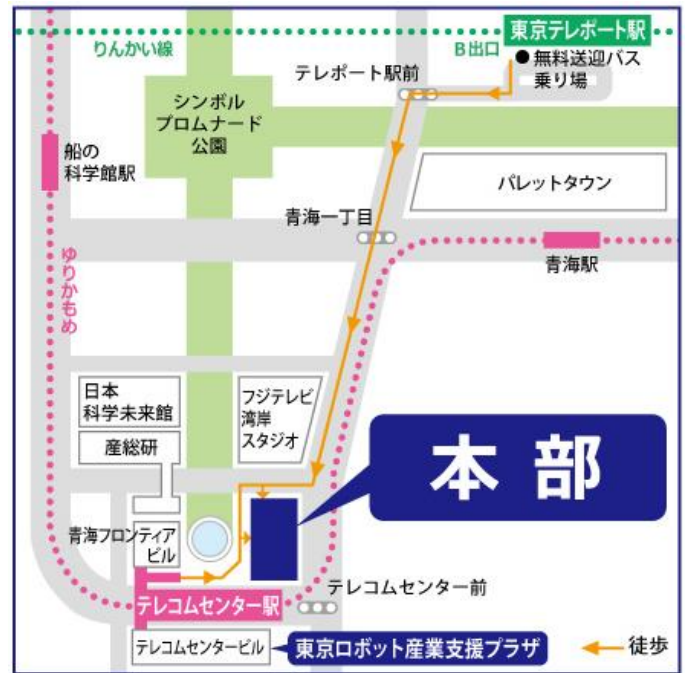 東京テレポート駅
りんかい線
B出口
●無料送迎バス
乗り場
テレポート駅前
シンボル
プロムナード
公園
船の
科学館駅
パレットタウン
青海一丁目
青海駅
ゆりかもめ
日本
科学未来館
フジテレビ
湾岸
スタジオ
産総研
本部
青海フロンティア
ビル
テレコムセンター前
テレコムセンター駅
テレコムセンタービル
東京ロボット産業支援プラザ
徒歩